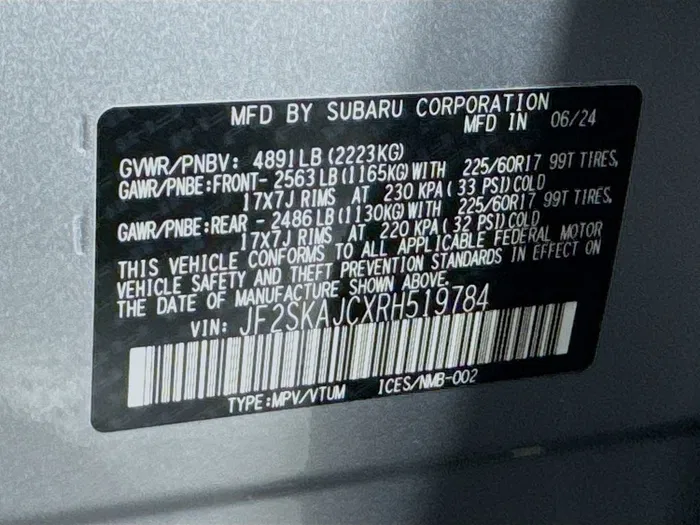 MFD BY SUBARU CORPORATION
MFD IN 06/24
GVWR/PNBV: 4891LB(2223KG)
GAWR/PNBE:FRONT- 2563LB(1165KG)WITH 225/60R17 99T TIRES,
17X7J RIMS AT 230 KPA(33 PSI)COLD
GAWR/PNBE:REAR - 2486LB(1130KG)WITH 225/60R17 99T TIRES,
17X7J RIMS AT 220 KPA(32 PSI)COLD
THIS VEHICLE CONFORMS TO ALL APPLICABLE FEDERAL MOTOR
VEHICLE SAFETY AND THEFT PREVENTION STANDARDS IN EFFECT ON
THE DATE OF MANUFACTURE SHOWN ABOVE.
VIN: JF2SKAJCXRH519784
TYPE:MPV/VTUM ICES/NMB-002